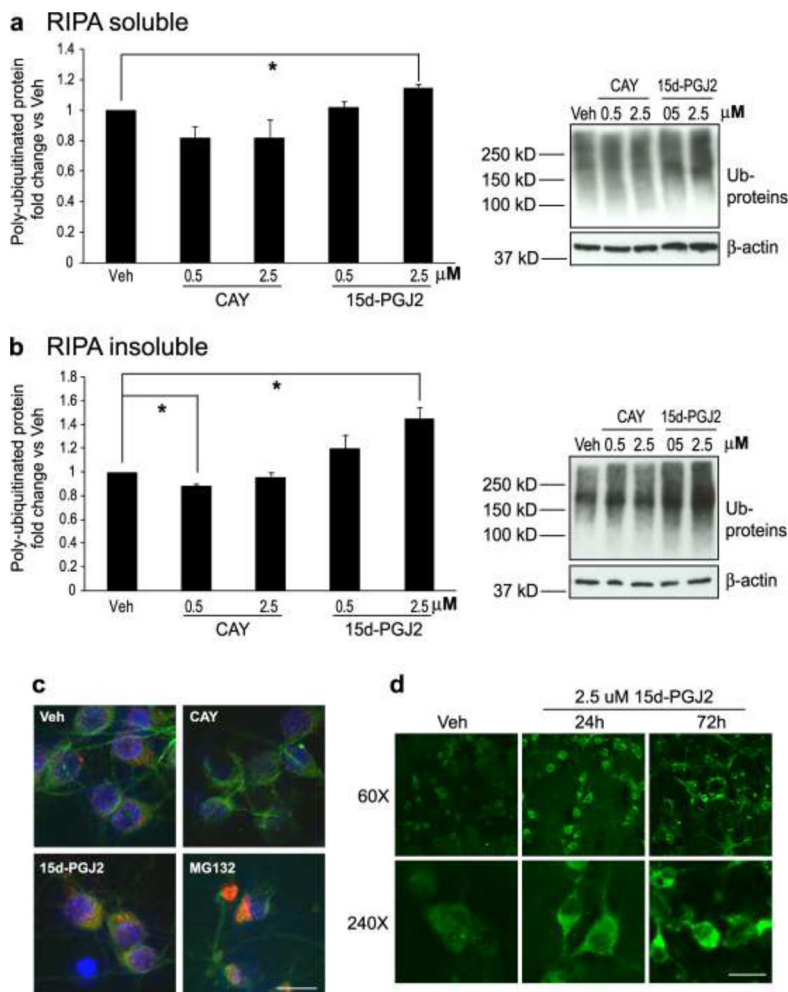 a RIPA soluble
Poly-ubiquitinated protein
fold change vs Veh
1.4
1.2
1
0.8
0.6
0.4
0.2
0
*
Veh 0.5 2.5 0.5 2.5 μM
CAY 15d-PGJ2
CAY 15d-PGJ2
Veh 0.5 2.5 05 2.5 μM
250 kD
150 kD
100 kD
37 kD
Ub-
proteins
β-actin
b RIPA insoluble
Poly-ubiquitinated protein
fold change vs Veh
1.8
1.6
1.4
1.2
1
0.8
0.6
0.4
0.2
0
*
*
Veh 0.5 2.5 0.5 2.5 μM
CAY 15d-PGJ2
CAY 15d-PGJ2
Veh 0.5 2.5 05 2.5 μM
250 kD
150 kD
100 kD
37 kD
Ub-
proteins
β-actin
c
Veh CAY
15d-PGJ2 MG132
d
2.5 uM 15d-PGJ2
Veh 24h 72h
60X
240X